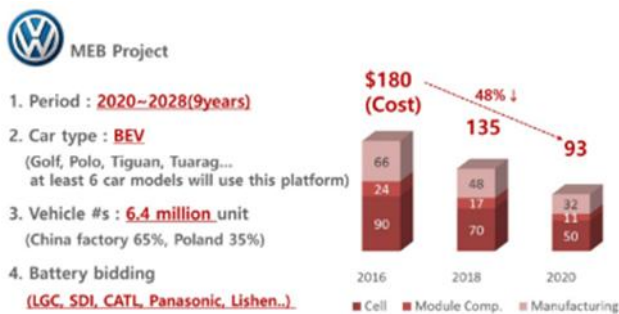 MEB Project
1. Period : 2020~2028(9years)
2. Car type : BEV
(Golf, Polo, Tiguan, Tuarag...
at least 6 car models will use this platform)
3. Vehicle #s : 6.4 million unit
(China factory 65%, Poland 35%)
4. Battery bidding
(LGC, SDI, CATL, Panasonic, Lishen..)
$180
(Cost)
48% ↓
135
93
66
24
90
48
17
70
32
11
50
2016
2018
2020
Cell
Module Comp.
Manufacturing